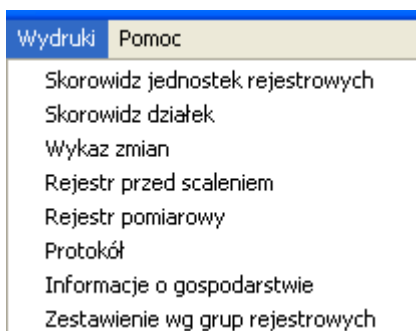 Wydruki Pomoc
Skorowidz jednostek rejestrowych
Skorowidz działek
Wykaz zmian
Rejestr przed scaleniem
Rejestr pomiarowy
Protokół
Informacje o gospodarstwie
Zestawienie wg grup rejestrowych